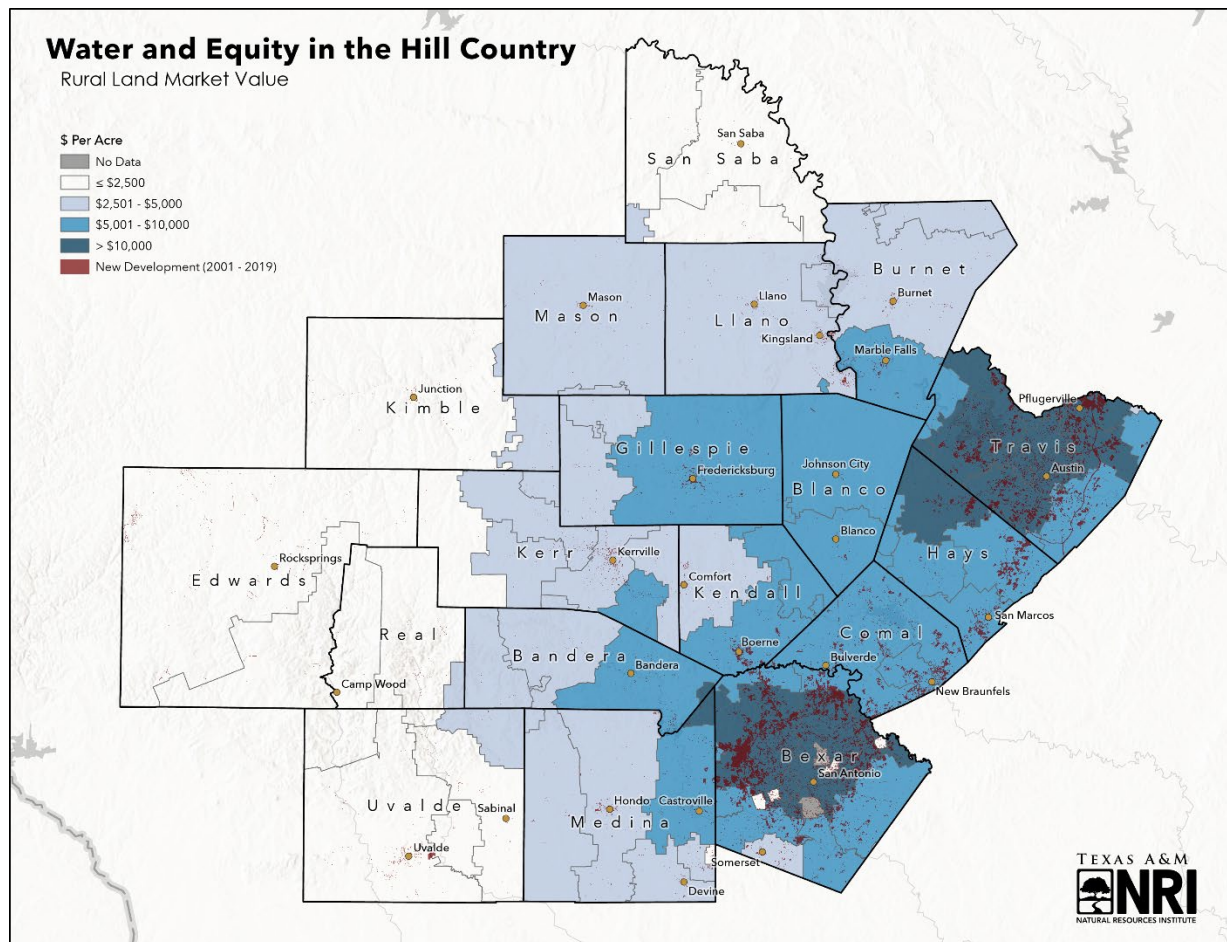 Water and Equity in the Hill Country
Rural Land Market Value
$ Per Acre
No Data
≤ $2,500
$2,501 - $5,000
$5,001 - $10,000
> $10,000
New Development (2001 - 2019)
San Saba
San Saba
Burnet
Burnet
Mason
Mason
Llano
Llano
Kingsland
Marble Falls
Junction
Kimble
Pflugerville
Travis
Austin
Gillespie
Fredericksburg
Johnson City
Blanco
Blanco
Hays
San Marcos
Rocksprings
Edwards
Kerr
Kerrville
Comfort
Kendall
Boerne
Real
Camp Wood
Bandera
Bandera
Comal
Bulverde
New Braunfels
Bexar
San Antonio
Uvalde
Sabinal
Uvalde
Hondo
Castroville
Medina
Somerset
Devine
TEXAS A&M
NRI
NATURAL RESOURCES INSTITUTE